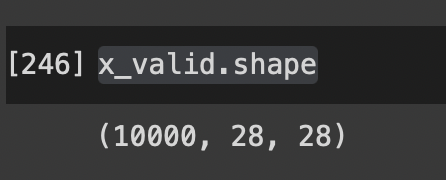 [246] x_valid.shape
(10000, 28, 28)